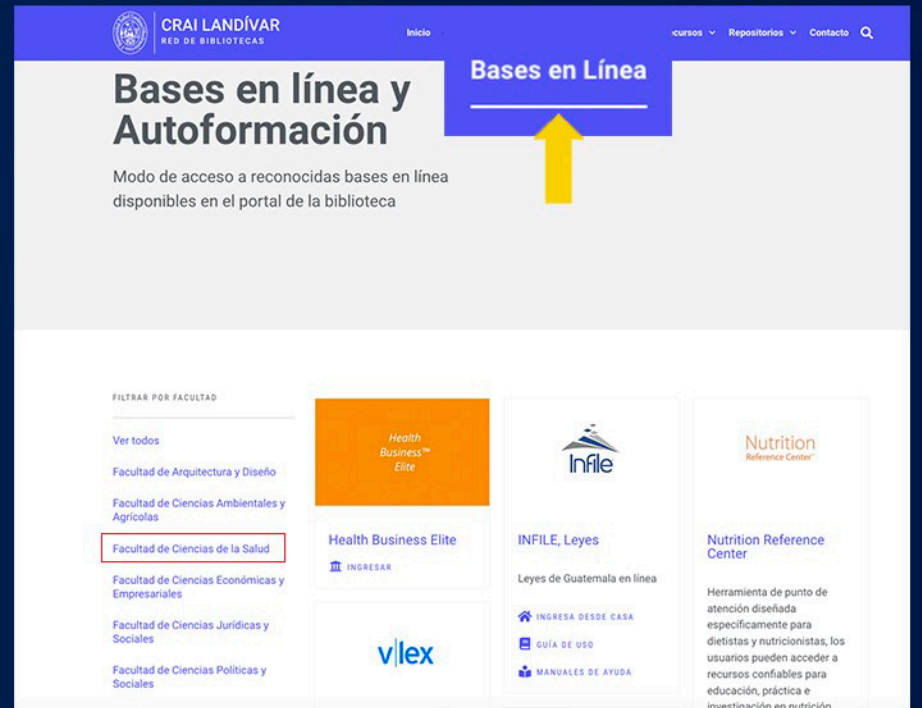 CRAI LANDÍVAR
RED DE BIBLIOTECAS
Inicio
Bases en Línea
Repositorios
Contacto
Bases en línea y
Autoformación
Modo de acceso a reconocidas bases en línea
disponibles en el portal de la biblioteca
FILTRAR POR FACULTAD
Ver todos
Facultad de Arquitectura y Diseño
Facultad de Ciencias Ambientales y
Agrícolas
Facultad de Ciencias de la Salud
Facultad de Ciencias Económicas y
Empresariales
Facultad de Ciencias Jurídicas y
Sociales
Facultad de Ciencias Políticas y
Sociales
Health
Business™
Elite
Health Business Elite
INGRESAR
vlex
Infile
INFILE, Leyes
Leyes de Guatemala en línea
INGRESA DESDE CASA
GUÍA DE USO
MANUALES DE AYUDA
Nutrition
Reference Center™
Nutrition Reference
Center
Herramienta de punto de
atención diseñada
específicamente para
dietistas y nutricionistas, los
usuarios pueden acceder a
recursos confiables para
educación, práctica e
investigación en nutrición